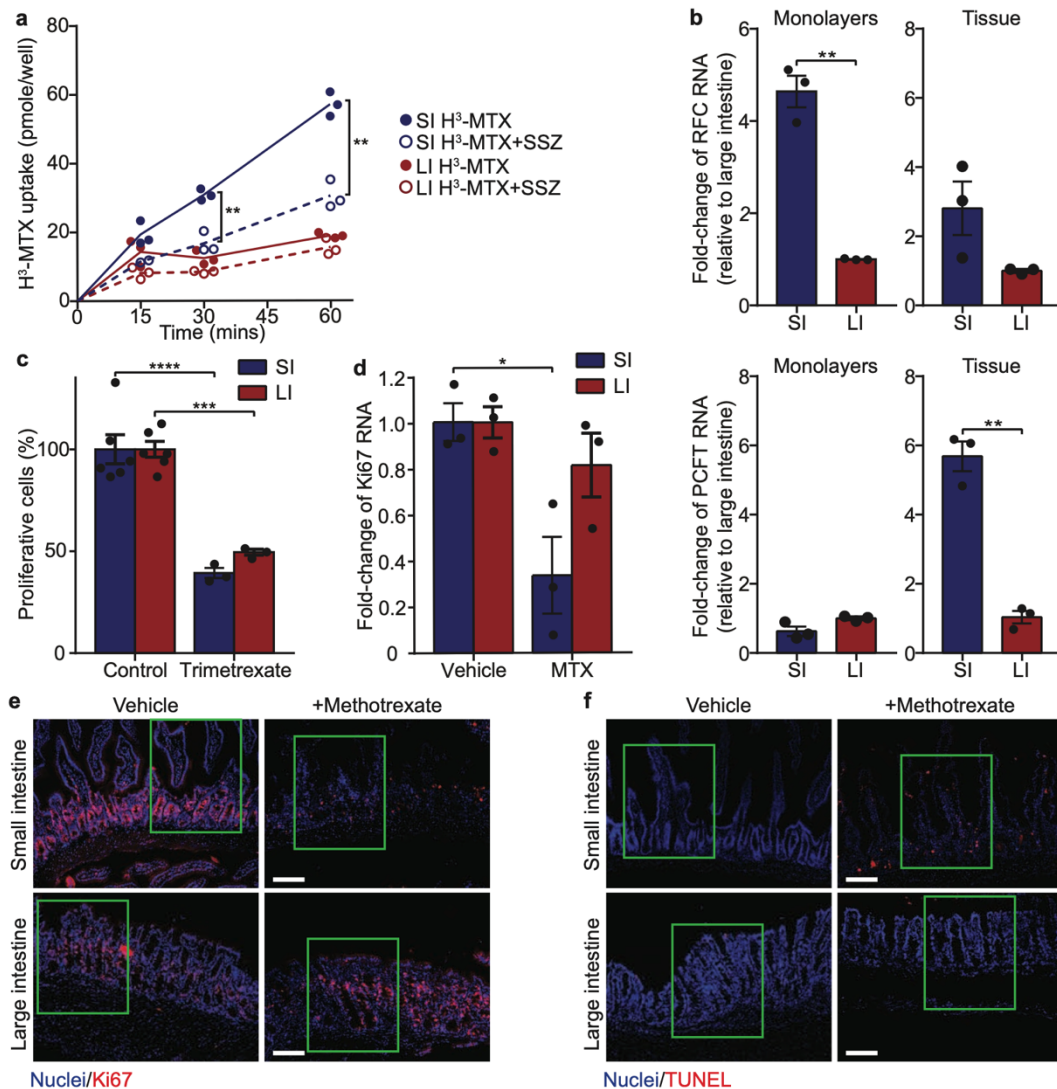 a
80
60
40
20
0
H³-MTX uptake (pmole/well)
0 15 30 45 60
Time (mins)
**
**
SI H³-MTX
SI H³-MTX+SSZ
LI H³-MTX
LI H³-MTX+SSZ
b
Monolayers
Tissue
Fold-change of RFC RNA
(relative to large intestine)
6
4
2
0
**
SI LI
8
6
4
2
0
SI LI
Monolayers
Tissue
Fold-change of PCFT RNA
(relative to large intestine)
8
6
4
2
0
SI LI
8
6
4
2
0
**
SI LI
c
Proliferative cells (%)
100
50
0
****
***
SI
LI
Control Trimetrexate
d
Fold-change of Ki67 RNA
1.2
1.0
0.8
0.6
0.4
0.2
0
*
SI
LI
Vehicle MTX
e
Vehicle +Methotrexate
Small intestine
Large intestine
Nuclei/Ki67
f
Vehicle +Methotrexate
Small intestine
Large intestine
Nuclei/TUNEL